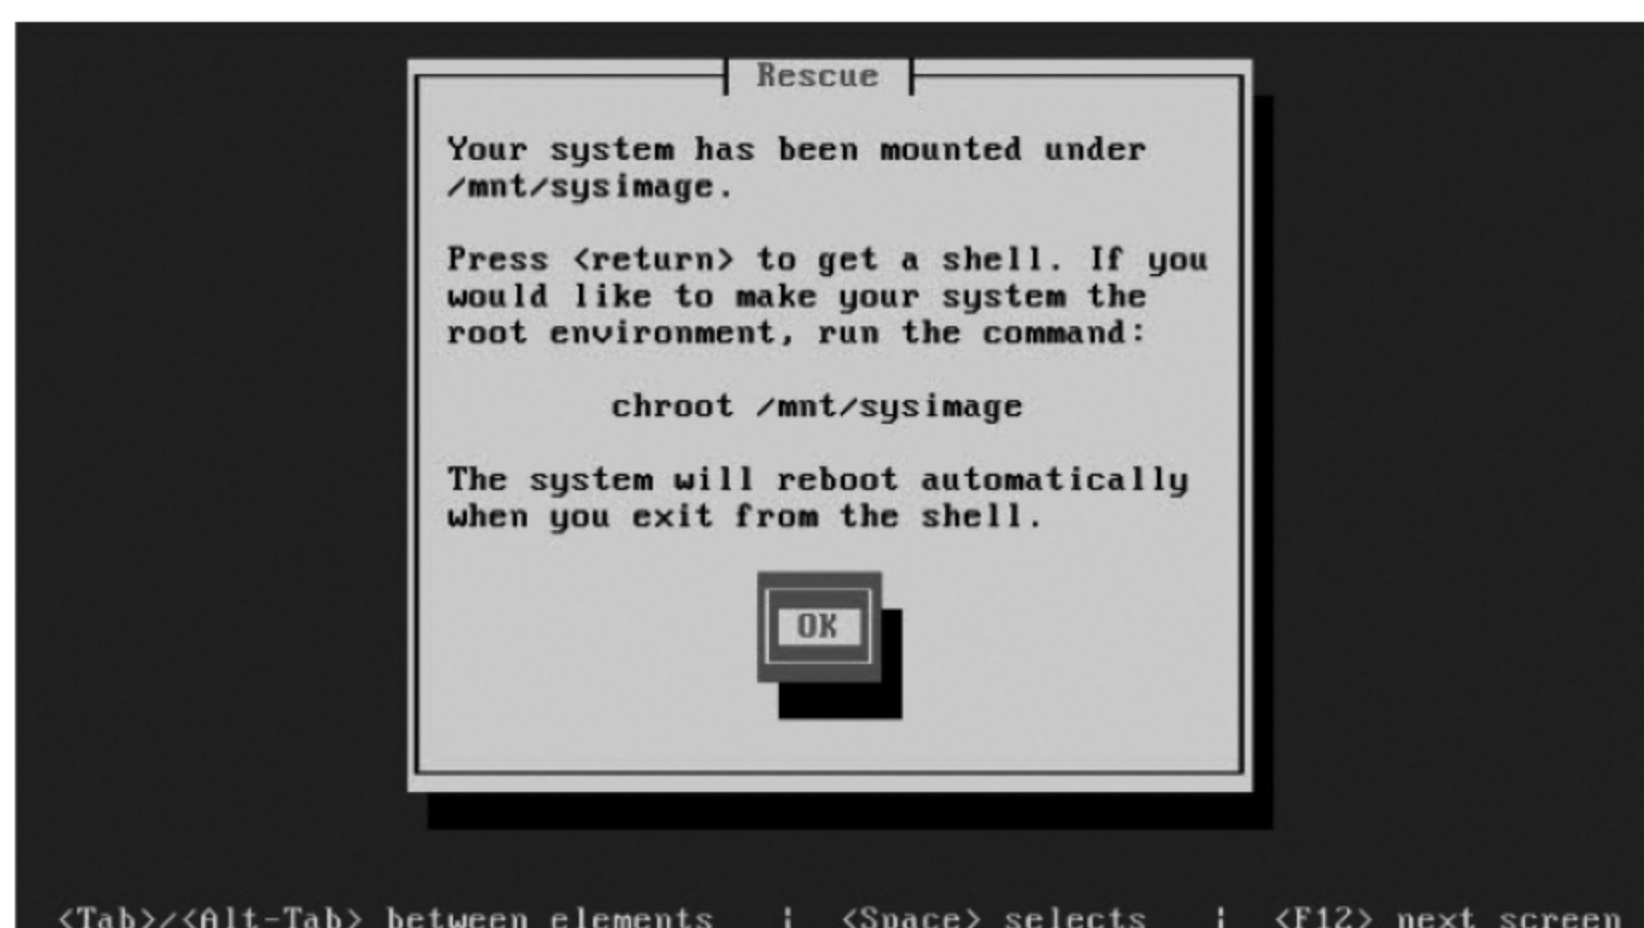 Rescue
Your system has been mounted under
/mnt/sysimage.
Press <return> to get a shell. If you
would like to make your system the
root environment, run the command:
chroot /mnt/sysimage
The system will reboot automatically
when you exit from the shell.
OK
<Tab>/<Alt-Tab> between elements | <Space> selects | <F12> next screen